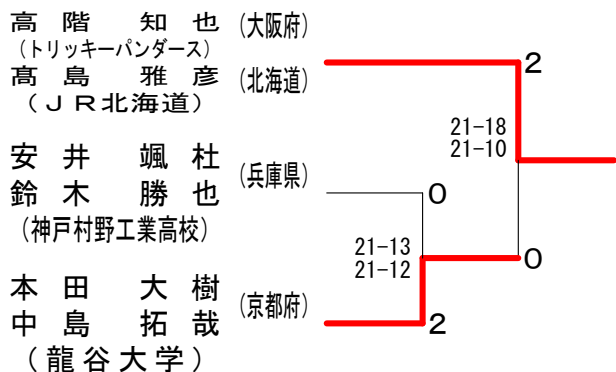 高階 知也 (大阪府)
(トリッキーパンダース)
髙島 雅彦 (北海道)
(JR北海道)
2
21-18
21-10
安井 颯杜
鈴木 勝也 (兵庫県)
(神戸村野工業高校)
0
21-13
21-12
0
本田 大樹
中島 拓哉 (京都府)
(龍谷大学)
2